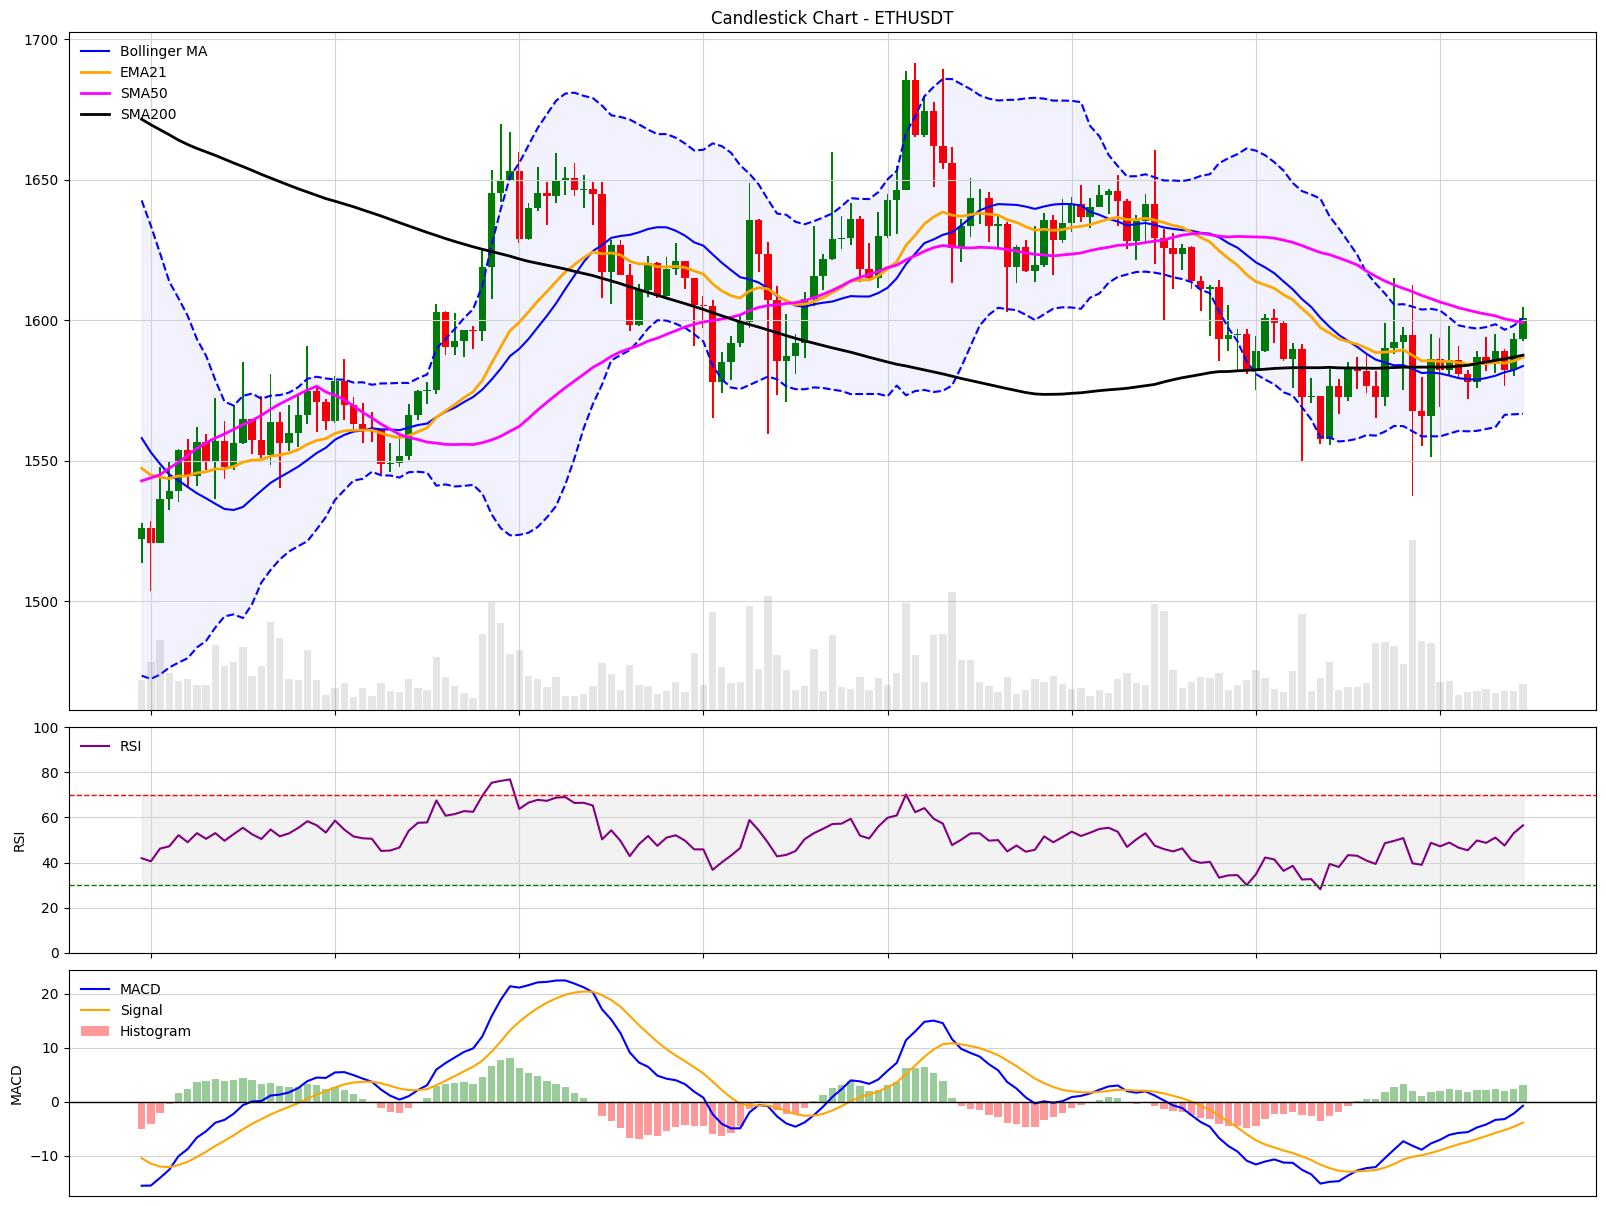 Candlestick Chart - ETHUSDT
1700
1650
1600
1550
1500
Bollinger MA
EMA21
SMA50
SMA200
100
80
60
40
20
0
RSI
RSI
20
10
0
−10
MACD
MACD
Signal
Histogram